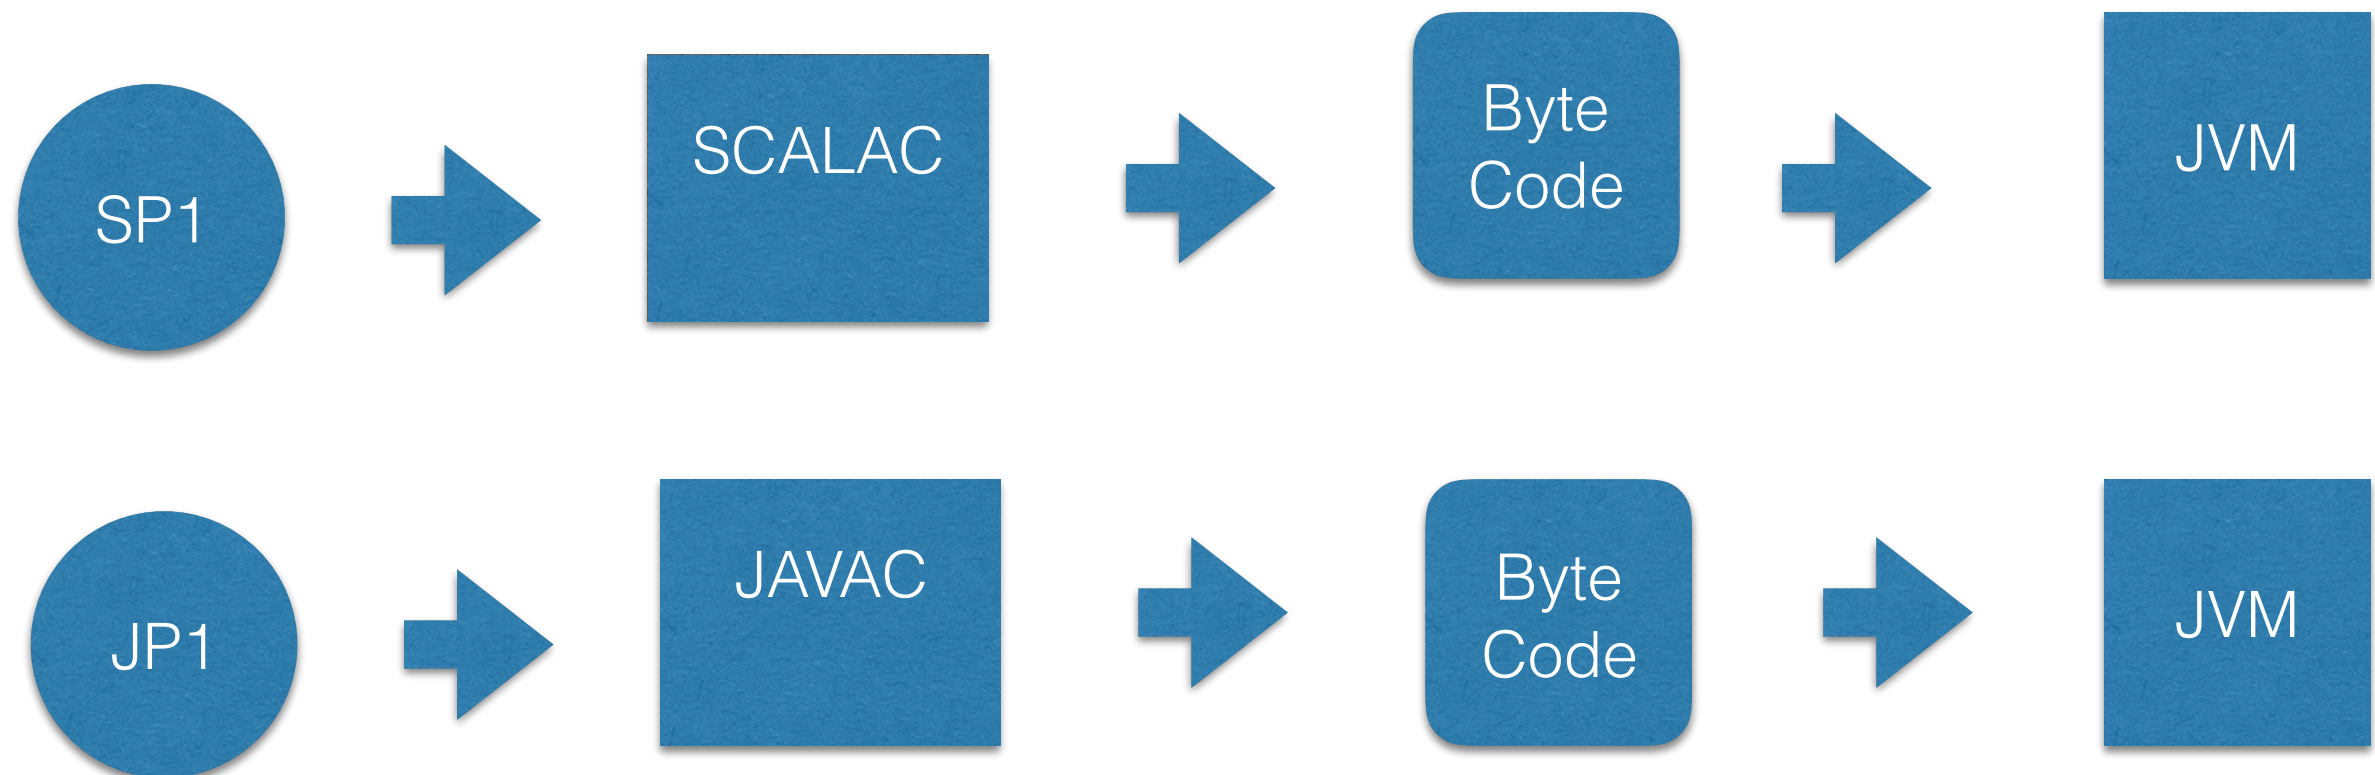 SP1
SCALAC
Byte
Code
JVM
JP1
JAVAC
Byte
Code
JVM